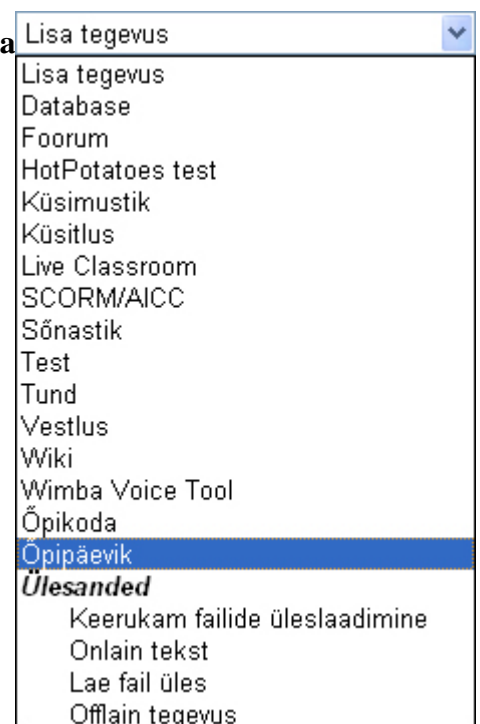 a
Lisa tegevus
Lisa tegevus
Database
Foorum
HotPotatoes test
Küsimustik
Küsitlus
Live Classroom
SCORM/AICC
Sõnastik
Test
Tund
Vestlus
Wiki
Wimba Voice Tool
Õpikoda
Õpipäevik
Ülesanded
Keerukam failide üleslaadimine
Onlain tekst
Lae fail üles
Offlain tegevus